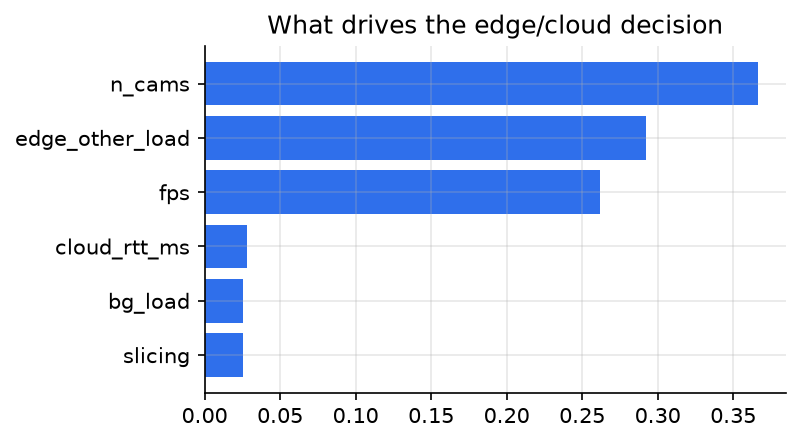 What drives the edge/cloud decision
n_cams
edge_other_load
fps
cloud_rtt_ms
bg_load
slicing
0.00 0.05 0.10 0.15 0.20 0.25 0.30 0.35